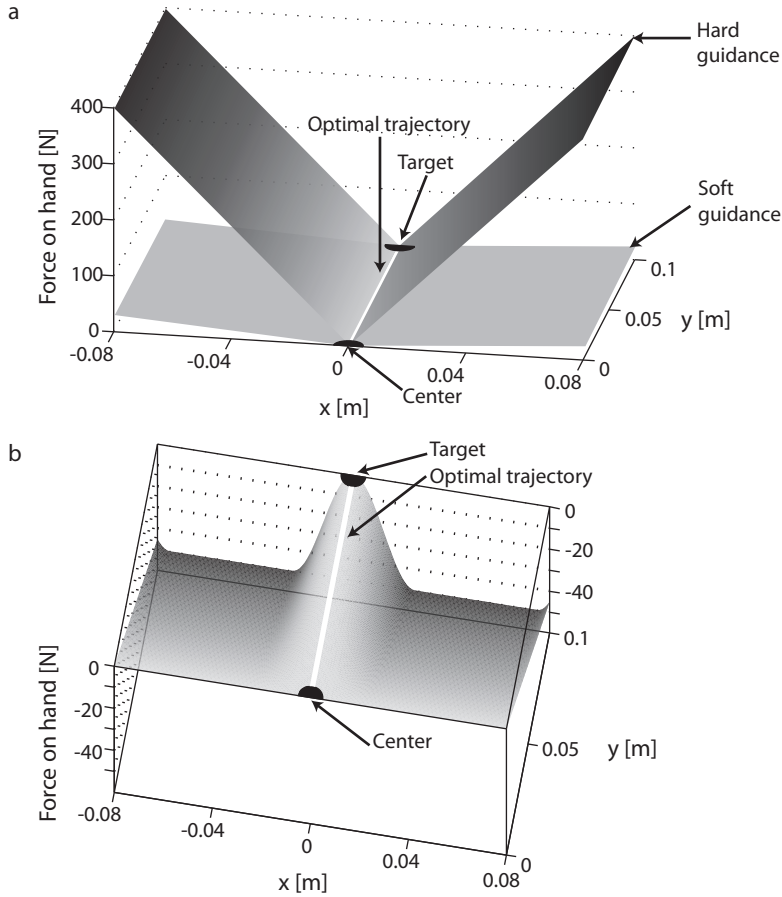 a
Hard
guidance
Optimal trajectory
Target
Soft
guidance
Force on hand [N]
400
300
200
100
0
-0.08
-0.04
0
0.04
0.08
x [m]
0
0.05
0.1
y [m]
Center
b
Target
Optimal trajectory
0
-20
-40
0.1
0.05
0
y [m]
Force on hand [N]
0
-20
-40
-0.08
-0.04
0
0.04
0.08
x [m]
Center